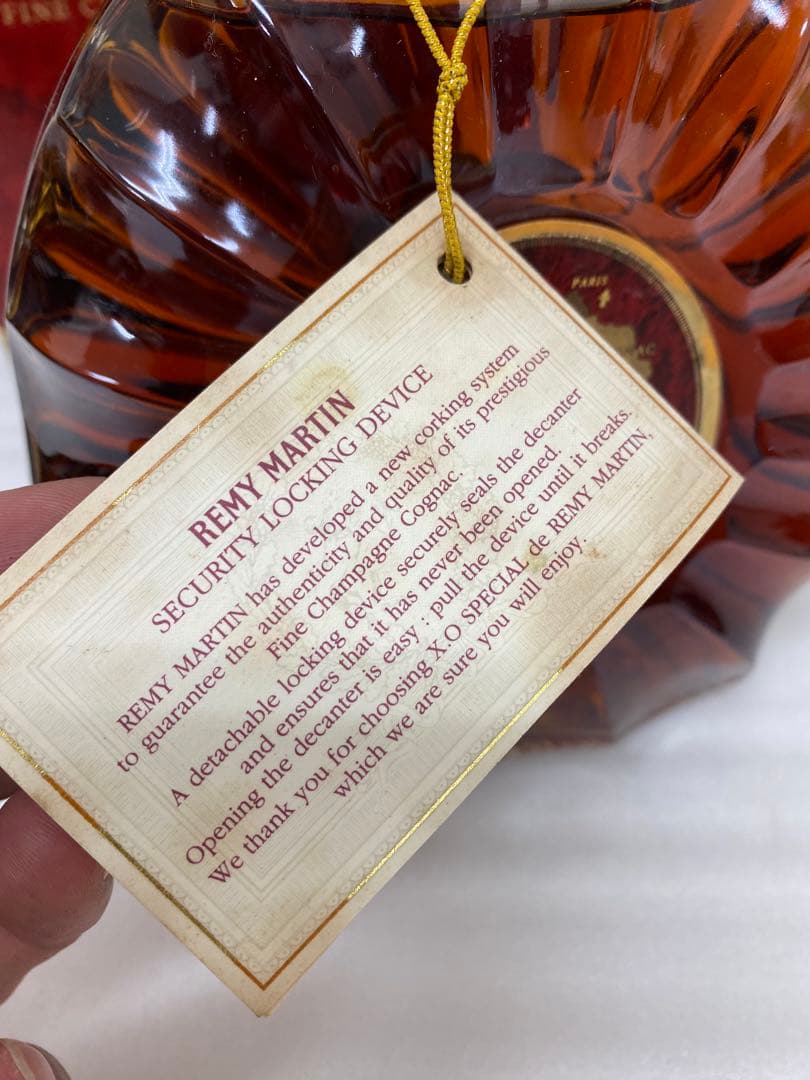 FINE C
PARIS
REMY MARTIN
SECURITY LOCKING DEVICE
REMY MARTIN has developed a new corking system
to guarantee the authenticity and quality of its prestigious
Fine Champagne Cognac.
A detachable locking device securely seals the decanter
and ensures that it has never been opened.
Opening the decanter is easy : pull the device until it breaks.
We thank you for choosing X.O SPECIAL de REMY MARTIN,
which we are sure you will enjoy.